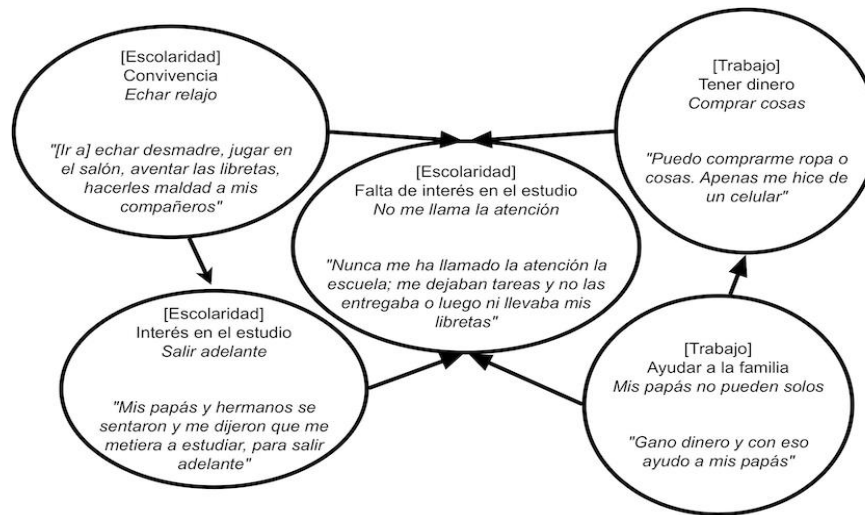 [Escolaridad]
Convivencia
Echar relajo
"[Ir a] echar desmadre, jugar en
el salón, aventar las libretas,
hacerles maldad a mis
compañeros"
[Trabajo]
Tener dinero
Comprar cosas
"Puedo comprarme ropa o
cosas. Apenas me hice de
un celular"
[Escolaridad]
Falta de interés en el estudio
No me llama la atención
"Nunca me ha llamado la atención la
escuela; me dejaban tareas y no las
entregaba o luego ni llevaba mis
libretas"
[Escolaridad]
Interés en el estudio
Salir adelante
"Mis papás y hermanos se
sentaron y me dijeron que me
metiera a estudiar, para salir
adelante"
[Trabajo]
Ayudar a la familia
Mis papás no pueden solos
"Gano dinero y con eso
ayudo a mis papás"